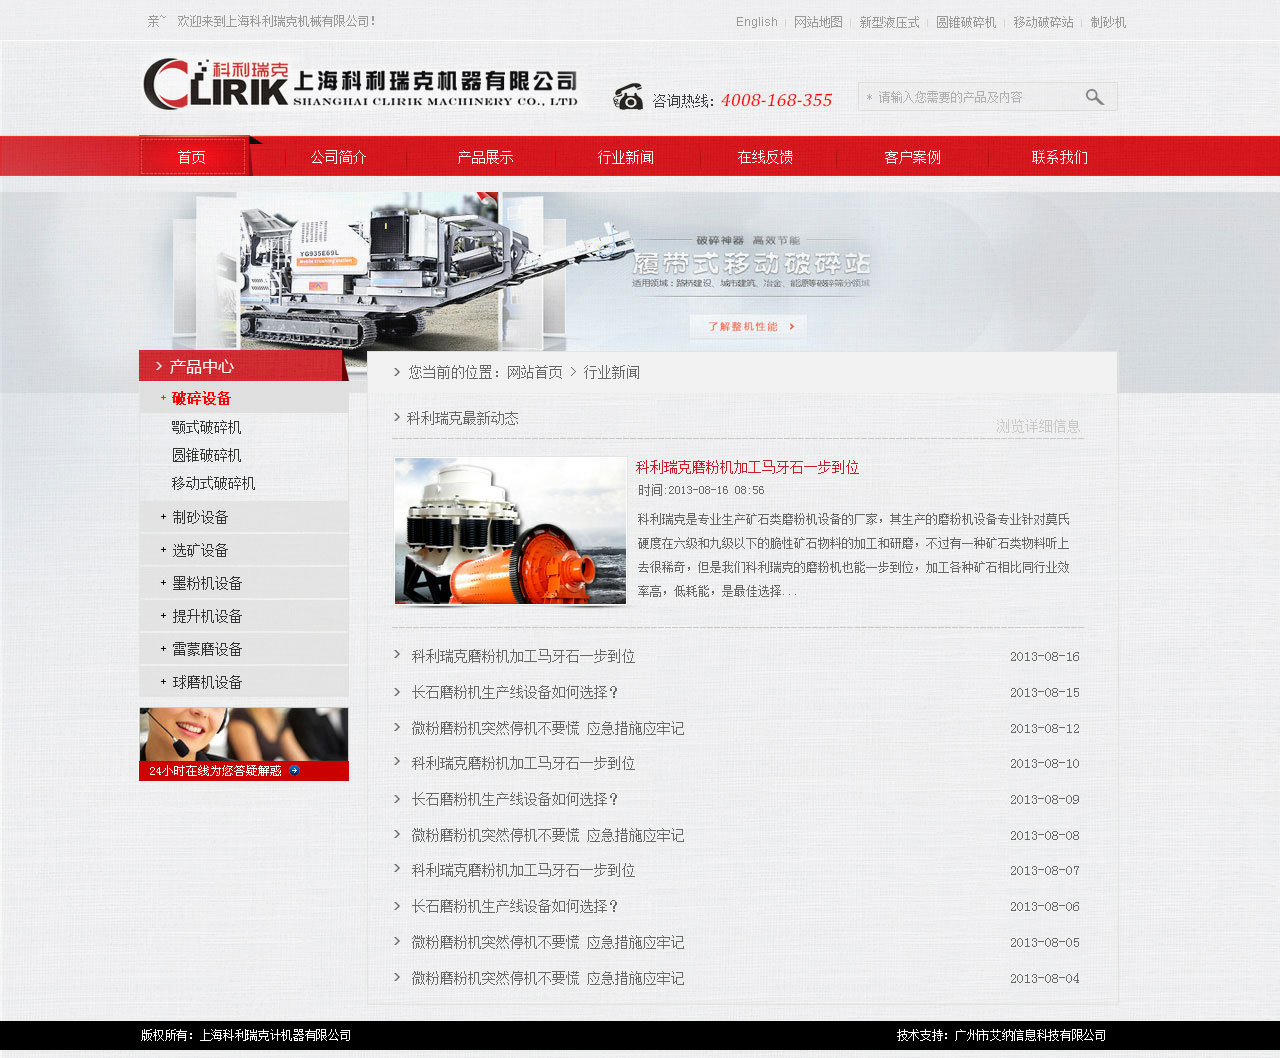 亲~ 欢迎来到上海科利瑞克机械有限公司!
English 网站地图 新型液压式 圆锥破碎机 移动破碎站 制砂机
科利瑞克
CLIRIK
上海科利瑞克机器有限公司
SHANGHAI CLIRIK MACHINERY CO., LTD
咨询热线: 4008-168-355
* 请输入您需要的产品及内容
首页 公司简介 产品展示 行业新闻 在线反馈 客户案例 联系我们
YG935E69L
Mobile crushing station
破碎神器 高效节能
履带式移动破碎站
适用领域:路桥建设、城市建筑、冶金、能源等破碎筛分领域
了解整机性能 >
> 产品中心
+ 破碎设备
颚式破碎机
圆锥破碎机
移动式破碎机
+ 制砂设备
+ 选矿设备
+ 墨粉机设备
+ 提升机设备
+ 雷蒙磨设备
+ 球磨机设备
24小时在线为您答疑解惑
> 您当前的位置:网站首页 > 行业新闻
> 科利瑞克最新动态
浏览详细信息
科利瑞克磨粉机加工马牙石一步到位
时间:2013-08-16 08:56
科利瑞克是专业生产矿石类磨粉机设备的厂家,其生产的磨粉机设备专业针对莫氏
硬度在六级和九级以下的脆性矿石物料的加工和研磨,不过有一种矿石类物料听上
去很稀奇,但是我们科利瑞克的磨粉机也能一步到位,加工各种矿石相比同行业效
率高,低耗能,是最佳选择...
> 科利瑞克磨粉机加工马牙石一步到位 2013-08-16
> 长石磨粉机生产线设备如何选择? 2013-08-15
> 微粉磨粉机突然停机不要慌 应急措施应牢记 2013-08-12
> 科利瑞克磨粉机加工马牙石一步到位 2013-08-10
> 长石磨粉机生产线设备如何选择? 2013-08-09
> 微粉磨粉机突然停机不要慌 应急措施应牢记 2013-08-08
> 科利瑞克磨粉机加工马牙石一步到位 2013-08-07
> 长石磨粉机生产线设备如何选择? 2013-08-06
> 微粉磨粉机突然停机不要慌 应急措施应牢记 2013-08-05
> 微粉磨粉机突然停机不要慌 应急措施应牢记 2013-08-04
版权所有:上海科利瑞克计机器有限公司
技术支持:广州市艾纳信息科技有限公司